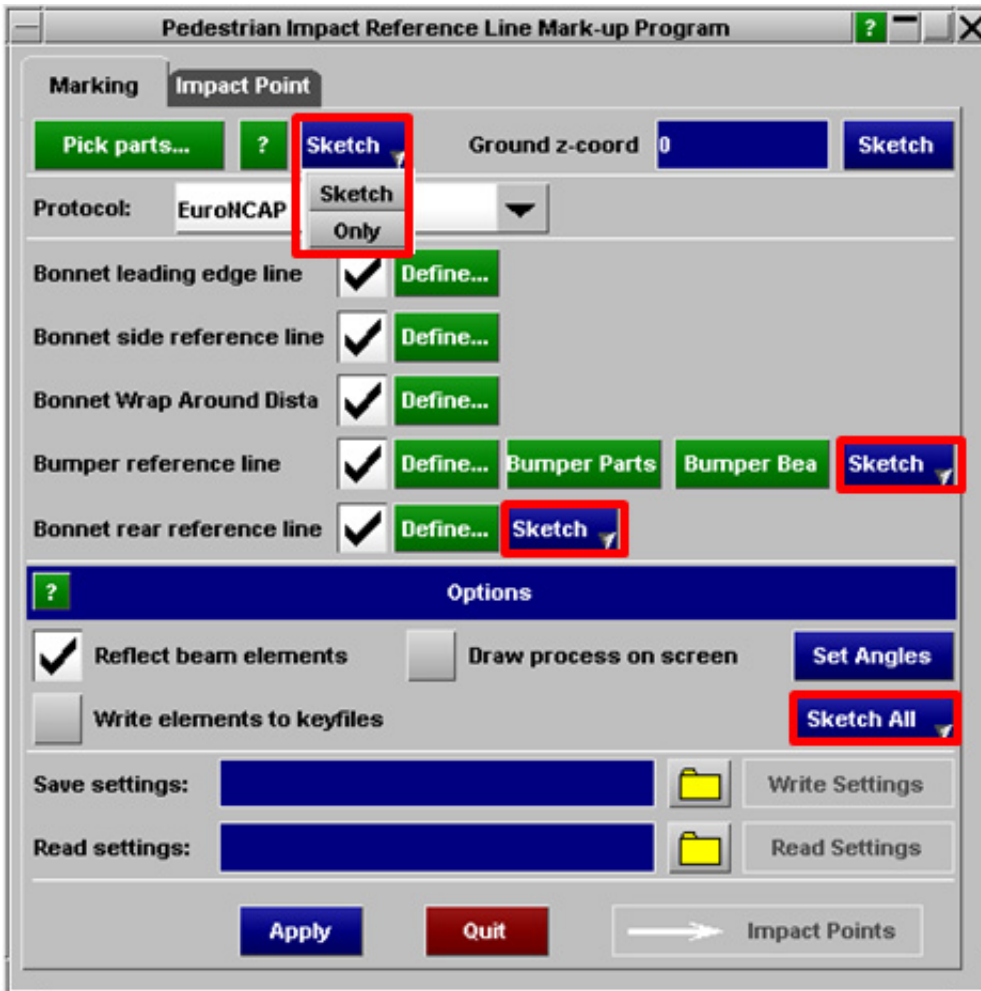 Pedestrian Impact Reference Line Mark-up Program ?
Marking Impact Point
Pick parts... ? Sketch Ground z-coord 0 Sketch
Protocol: EuroNCAP Sketch
Only
Bonnet leading edge line Define...
Bonnet side reference line Define...
Bonnet Wrap Around Dista Define...
Bumper reference line Define... Bumper Parts Bumper Bea Sketch
Bonnet rear reference line Define... Sketch
? Options
Reflect beam elements Draw process on screen Set Angles
Write elements to keyfiles Sketch All
Save settings: Write Settings
Read settings: Read Settings
Apply Quit Impact Points